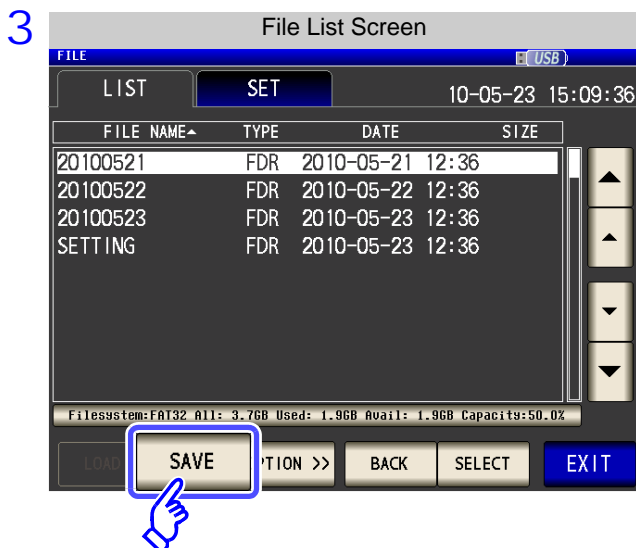 3
File List Screen
FILE USB
LIST SET 10-05-23 15:09:36
FILE NAME▲ TYPE DATE SIZE
20100521 FDR 2010-05-21 12:36
20100522 FDR 2010-05-22 12:36
20100523 FDR 2010-05-23 12:36
SETTING FDR 2010-05-23 12:36
Filesystem:FAT32 All: 3.7GB Used: 1.9GB Avail: 1.9GB Capacity:50.0%
LOAD SAVE PTION >> BACK SELECT EXIT